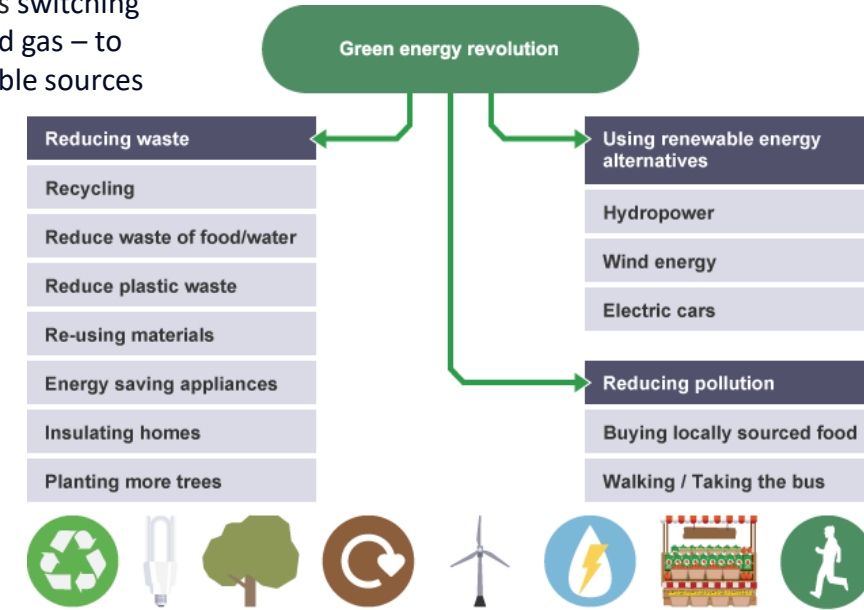 s switching
d gas – to
ble sources
Green energy revolution
Reducing waste
Recycling
Reduce waste of food/water
Reduce plastic waste
Re-using materials
Energy saving appliances
Insulating homes
Planting more trees
Using renewable energy
alternatives
Hydropower
Wind energy
Electric cars
Reducing pollution
Buying locally sourced food
Walking / Taking the bus